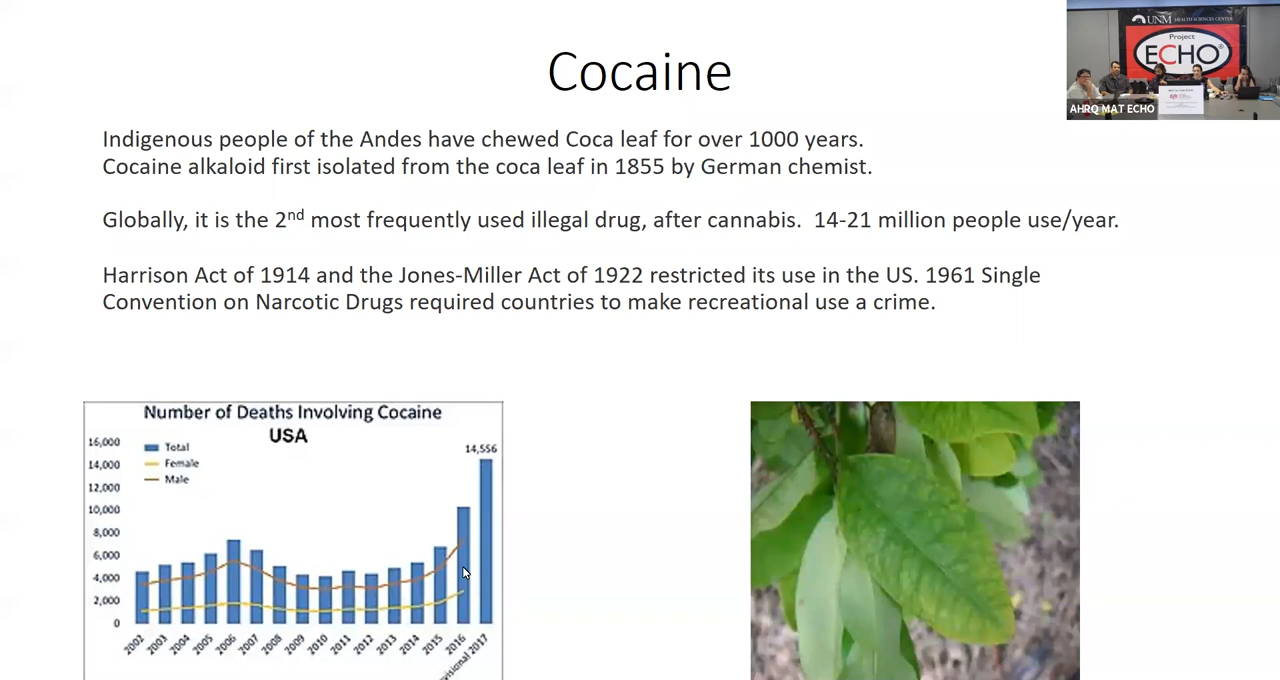 UNM HEALTH SCIENCES CENTER
Project
ECHO®
AHRQ MAT ECHO
Cocaine
Indigenous people of the Andes have chewed Coca leaf for over 1000 years.
Cocaine alkaloid first isolated from the coca leaf in 1855 by German chemist.
Globally, it is the 2nd most frequently used illegal drug, after cannabis. 14-21 million people use/year.
Harrison Act of 1914 and the Jones-Miller Act of 1922 restricted its use in the US. 1961 Single
Convention on Narcotic Drugs required countries to make recreational use a crime.
Number of Deaths Involving Cocaine
USA
16,000
14,000
12,000
10,000
8,000
6,000
4,000
2,000
0
Total
Female
Male
14,556
2002
2003
2004
2005
2006
2007
2008
2009
2010
2011
2012
2013
2014
2015
2016
visional 2017